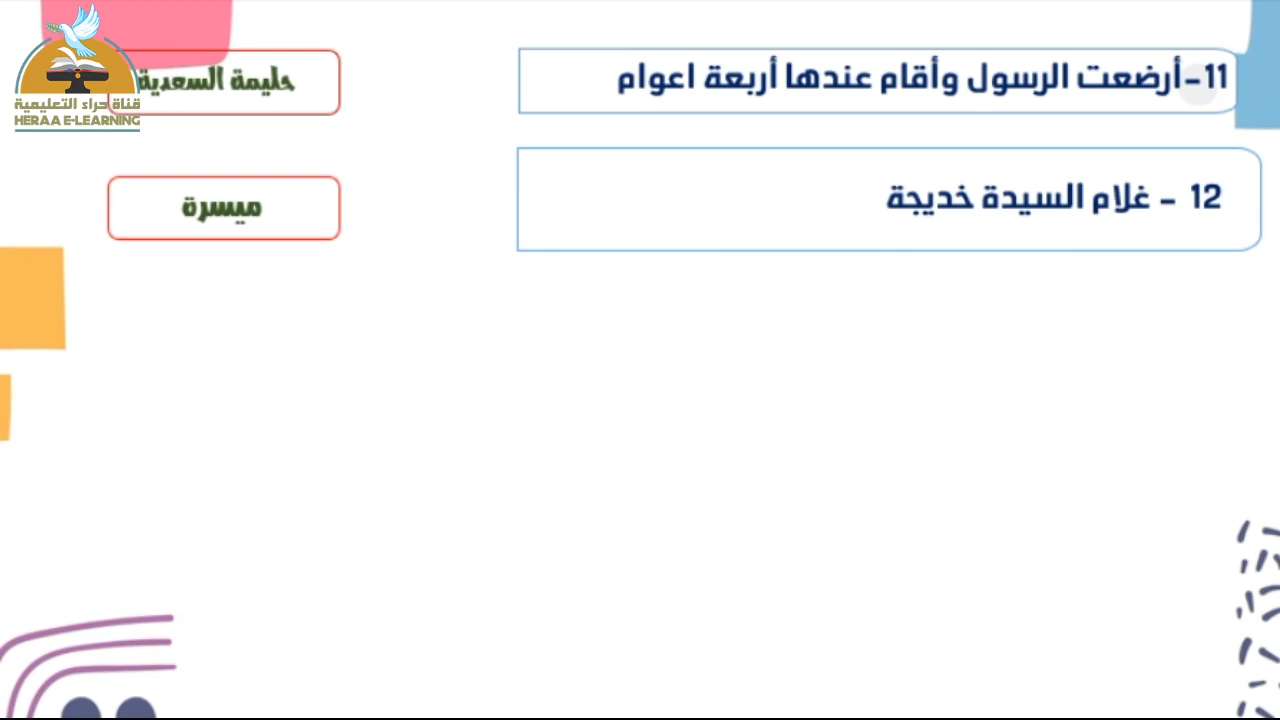 11-أرضعت الرسول وأقام عندها أربعة اعوام
حليمة السعدية
12 - غلام السيدة خديجة
ميسرة
قناة حراء التعليمية
HERAA E-LEARNING